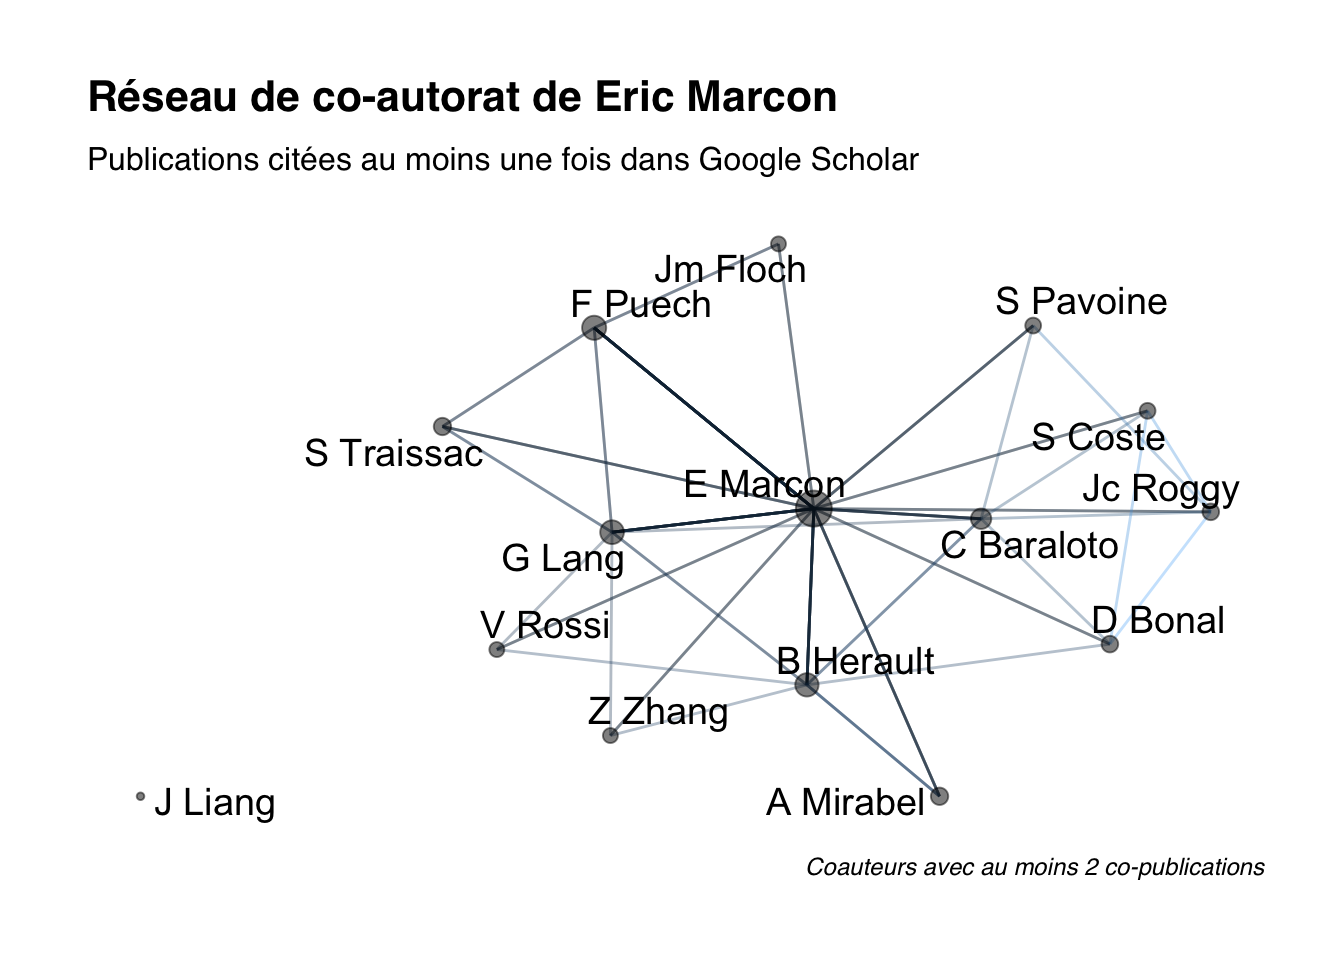 Réseau de co-autorat de Eric Marcon
Publications citées au moins une fois dans Google Scholar
Jm Floch
F Puech
S Pavoine
S Traissac
S Coste
E Marcon
Jc Roggy
G Lang
C Baraloto
V Rossi
D Bonal
B Herault
Z Zhang
J Liang
A Mirabel
Coauteurs avec au moins 2 co-publications